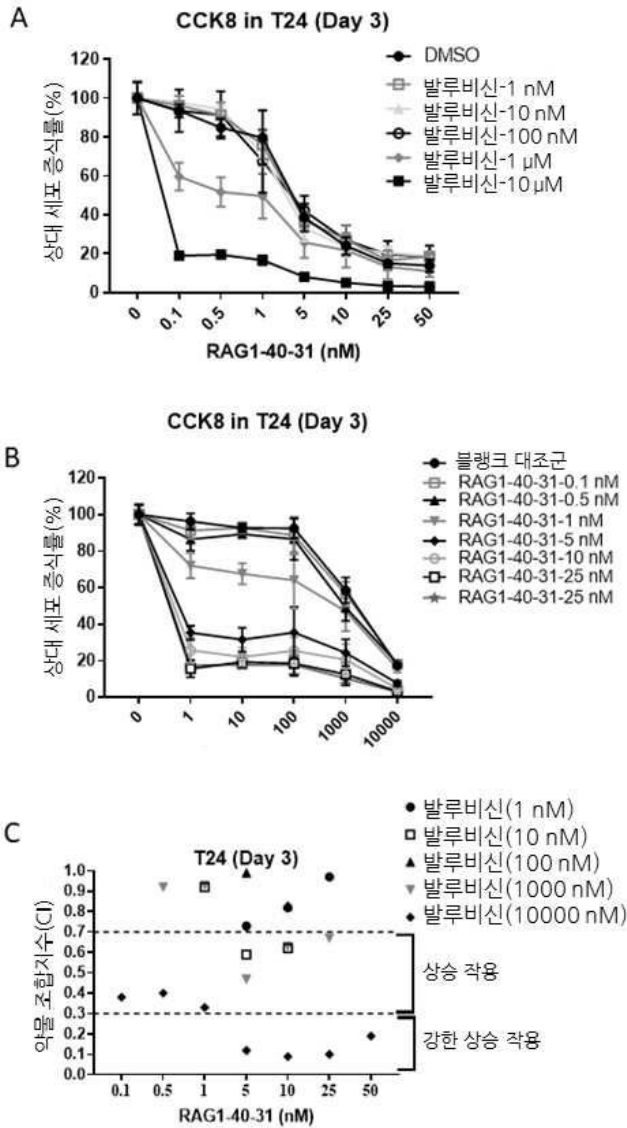 A
CCK8 in T24 (Day 3)
상대 세포 증식률(%)
120
100
80
60
40
20
0
0
0.1
0.5
1
5
10
25
50
RAG1-40-31 (nM)
DMSO
발루비신-1 nM
발루비신-10 nM
발루비신-100 nM
발루비신-1 µM
발루비신-10 µM
B
CCK8 in T24 (Day 3)
상대 세포 증식률(%)
120
100
80
60
40
20
0
0
1
10
100
1000
10000
블랭크 대조군
RAG1-40-31-0.1 nM
RAG1-40-31-0.5 nM
RAG1-40-31-1 nM
RAG1-40-31-5 nM
RAG1-40-31-10 nM
RAG1-40-31-25 nM
RAG1-40-31-25 nM
C
T24 (Day 3)
약물 조합지수(CI)
1.0
0.9
0.8
0.7
0.6
0.5
0.4
0.3
0.2
0.1
0.0
0.1
0.5
1
5
10
25
50
RAG1-40-31 (nM)
발루비신(1 nM)
발루비신(10 nM)
발루비신(100 nM)
발루비신(1000 nM)
발루비신(10000 nM)
상승 작용
강한 상승 작용